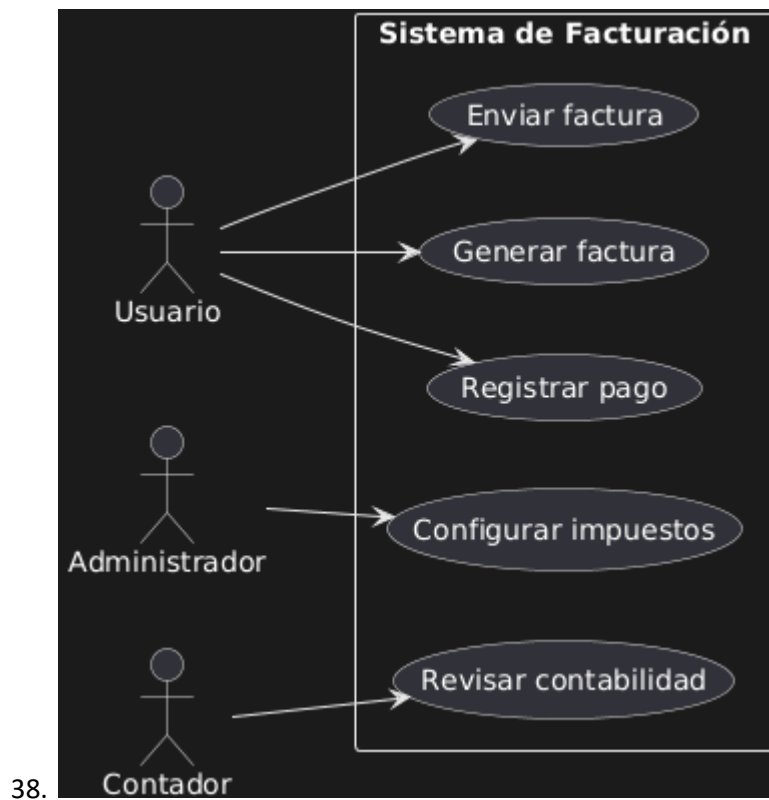 Sistema de Facturación
Enviar factura
Generar factura
Usuario
Registrar pago
Configurar impuestos
Administrador
Revisar contabilidad
Contador
38.